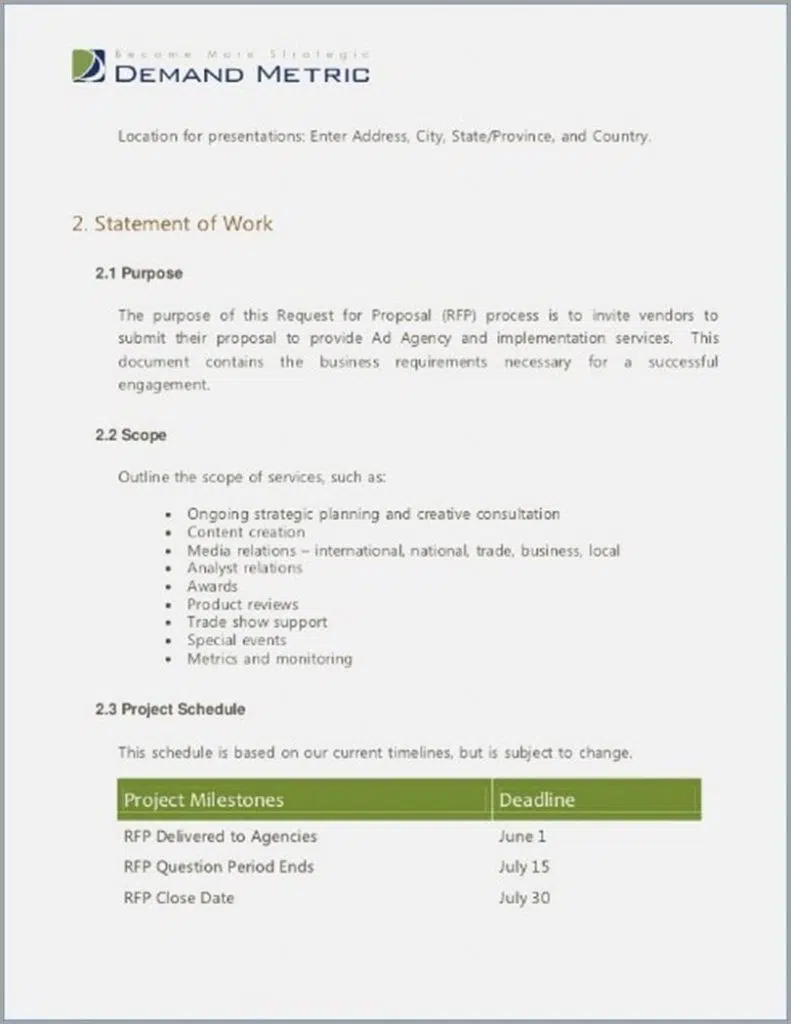 Become More Strategic
DEMAND METRIC
Location for presentations: Enter Address, City, State/Province, and Country.
2. Statement of Work
2.1 Purpose
The purpose of this Request for Proposal (RFP) process is to invite vendors to
submit their proposal to provide Ad Agency and implementation services. This
document contains the business requirements necessary for a successful
engagement.
2.2 Scope
Outline the scope of services, such as:
• Ongoing strategic planning and creative consultation
• Content creation
• Media relations – international, national, trade, business, local
• Analyst relations
• Awards
• Product reviews
• Trade show support
• Special events
• Metrics and monitoring
2.3 Project Schedule
This schedule is based on our current timelines, but is subject to change.
Project Milestones Deadline
RFP Delivered to Agencies June 1
RFP Question Period Ends July 15
RFP Close Date July 30